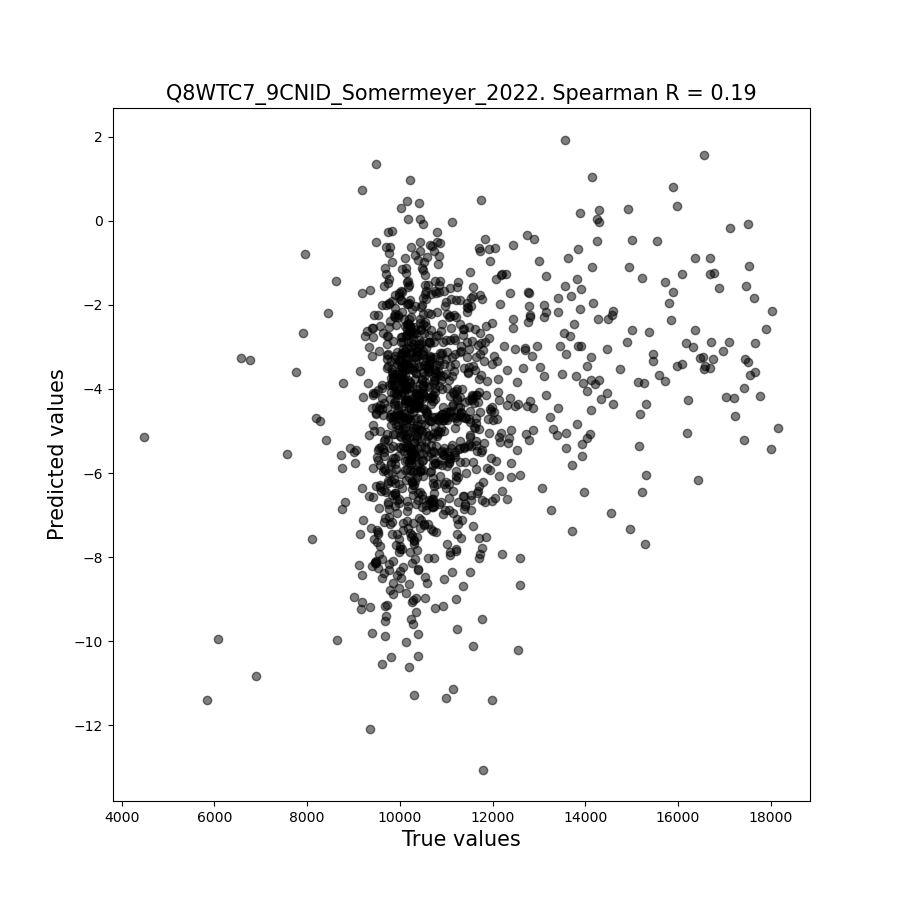 Q8WTC7_9CNID_Somermeyer_2022. Spearman R = 0.19
2
0
−2
−4
−6
−8
−10
−12
Predicted values
4000 6000 8000 10000 12000 14000 16000 18000
True values